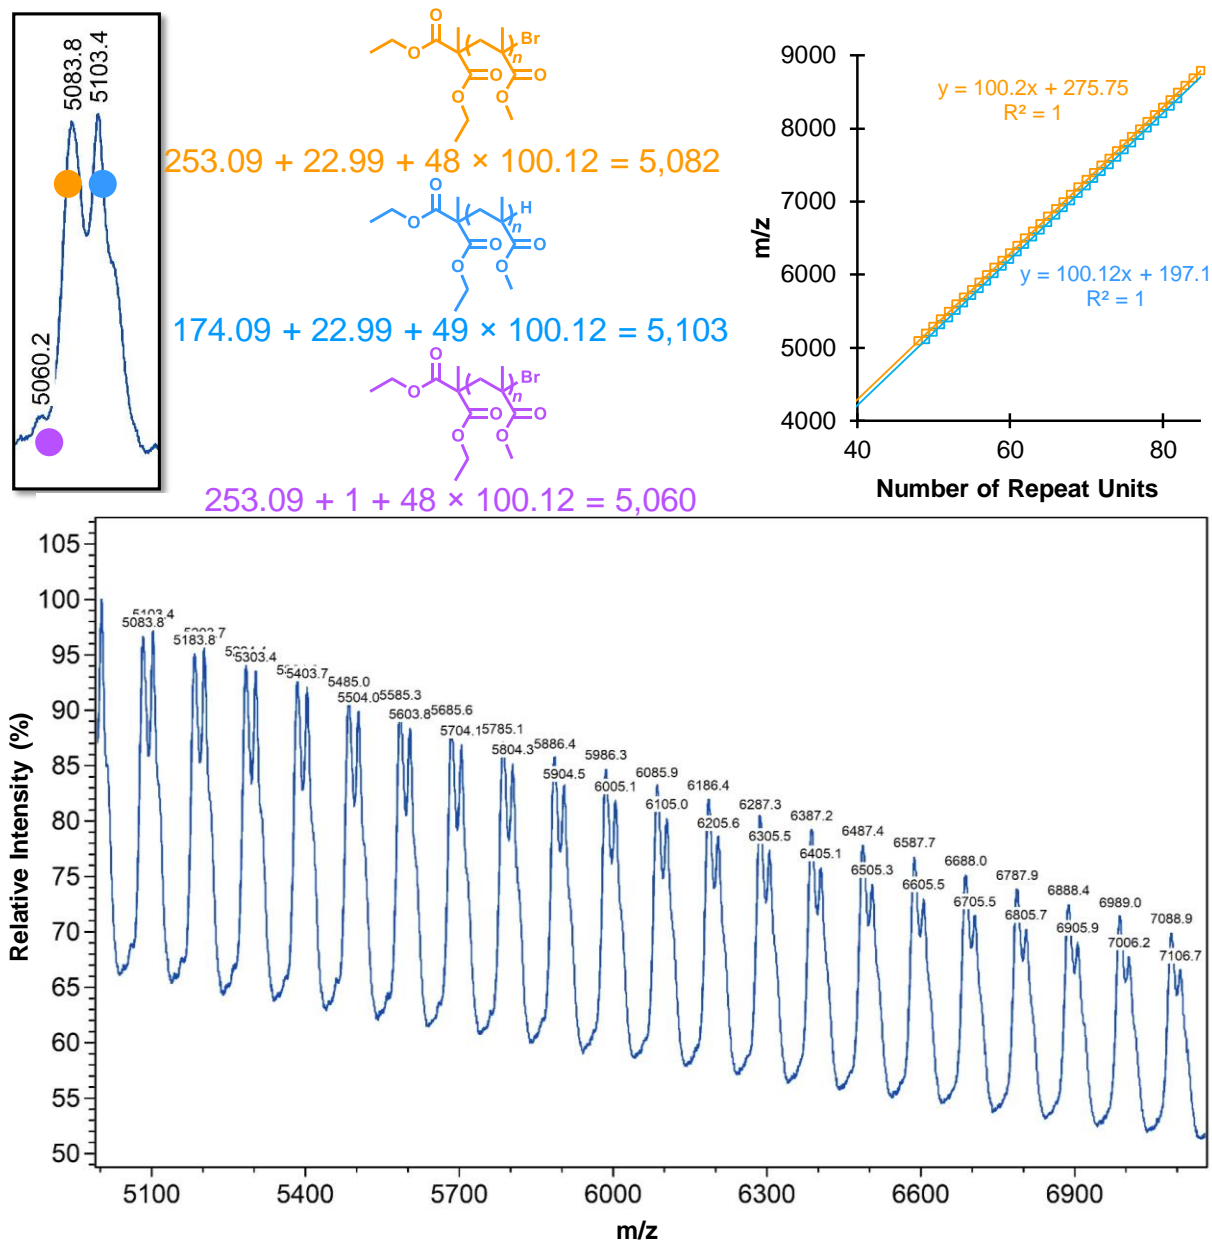 5060.2
5083.8
5103.4
Br
n
O
O
O
O
O
O
253.09 + 22.99 + 48 × 100.12 = 5,082
H
n
O
O
O
O
O
O
174.09 + 22.99 + 49 × 100.12 = 5,103
Br
n
O
O
O
O
O
O
253.09 + 1 + 48 × 100.12 = 5,060
9000
8000
7000
6000
5000
4000
m/z
y = 100.2x + 275.75
R² = 1
y = 100.12x + 197.1
R² = 1
40 60 80
Number of Repeat Units
105
100
95
90
85
80
75
70
65
60
55
50
Relative Intensity (%)
5103.4
5083.8
5183.8
5303.4
5403.7
5485.0
5504.0
5585.3
5603.8
5685.6
5704.1
5785.1
5804.3
5886.4
5904.5
5986.3
6005.1
6085.9
6105.0
6186.4
6205.6
6287.3
6305.5
6387.2
6405.1
6487.4
6505.3
6587.7
6605.5
6688.0
6705.5
6787.9
6805.7
6888.4
6905.9
6989.0
7006.2
7088.9
7106.7
5100 5400 5700 6000 6300 6600 6900
m/z